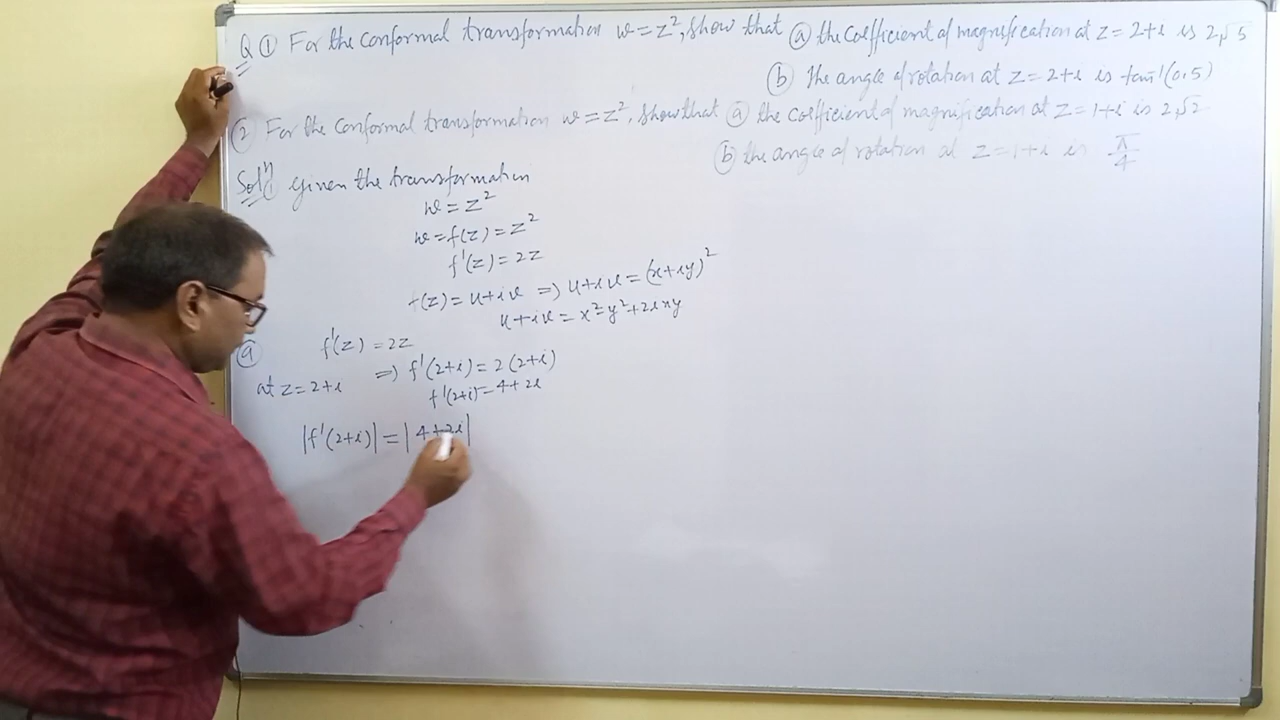 Q ① For the Conformal transformation w=z², show that ⓐ the Coefficient of magnification at z=2+i is 2√5
ⓑ The angle of rotation at z=2+i is tan⁻¹(0.5)
② For the Conformal transformation w=z², show that ⓐ the coefficient of magnification at z=1+i is 2√2
ⓑ the angle of rotation at z=1+i is π/4
Solⁿ① Given the transformation
w=z²
w=f(z)=z²
f'(z)=2z
f(z)=u+iv ⇒ u+iv=(x+iy)²
u+iv=x²-y²+2ixy
ⓐ f'(z)=2z
at z=2+i ⇒ f'(2+i)=2(2+i)
f'(2+i)=4+2i
|f'(2+i)|=|4+2i|